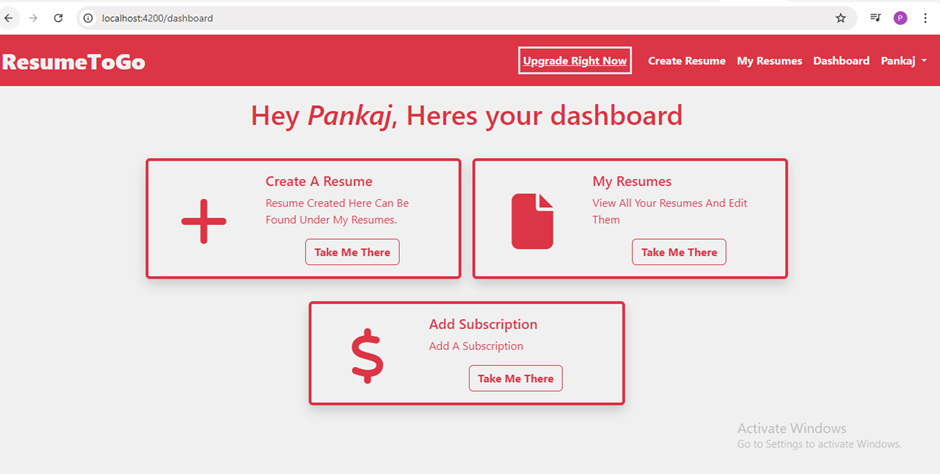 localhost:4200/dashboard
P
ResumeToGo
Upgrade Right Now
Create Resume
My Resumes
Dashboard
Pankaj
Hey Pankaj, Heres your dashboard
Create A Resume
Resume Created Here Can Be
Found Under My Resumes.
Take Me There
My Resumes
View All Your Resumes And Edit
Them
Take Me There
Add Subscription
Add A Subscription
Take Me There
Activate Windows
Go to Settings to activate Windows.